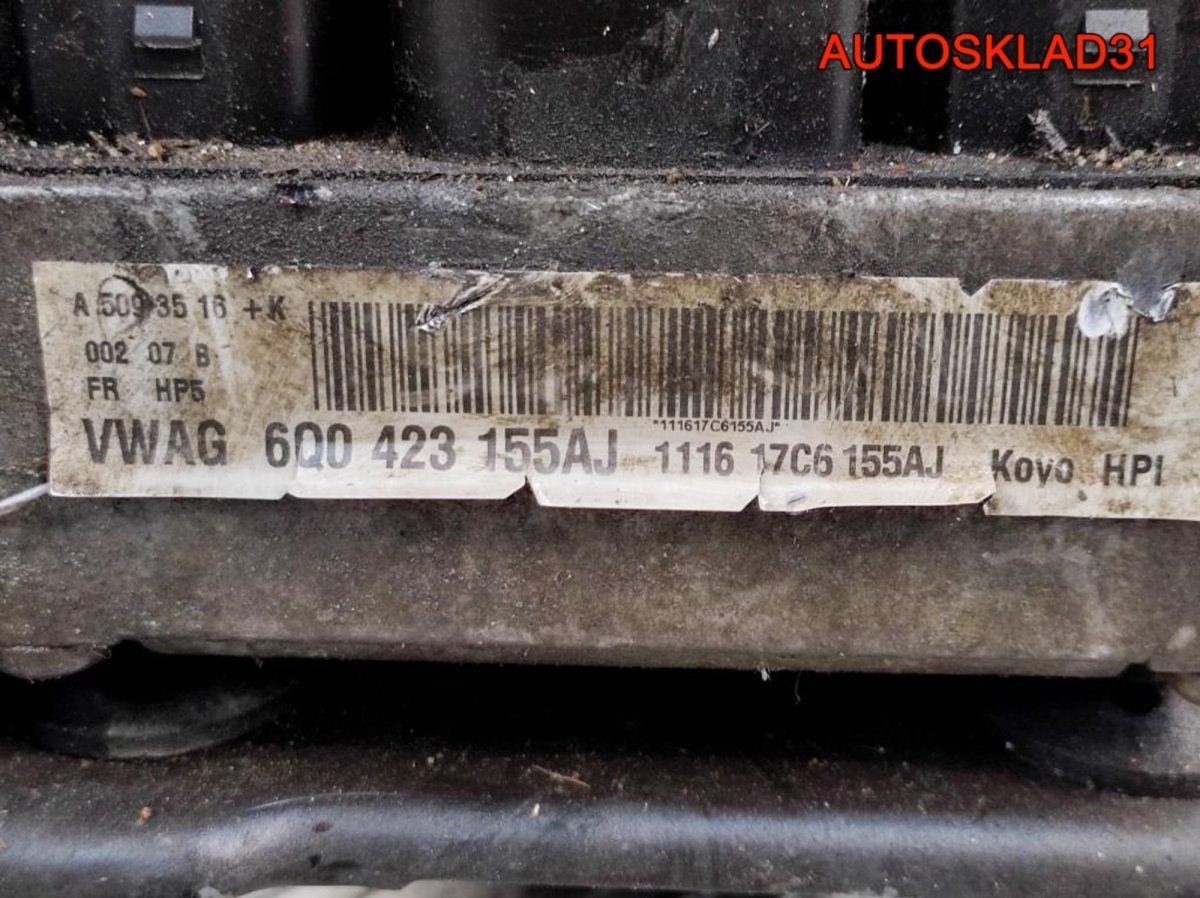 AUTOSKLAD31
A 509 35 16 +K
002 07 B
FR HP5
"111617C6155AJ"
VWAG 6Q0 423 155AJ 1116 17C6 155AJ Koyo HPI